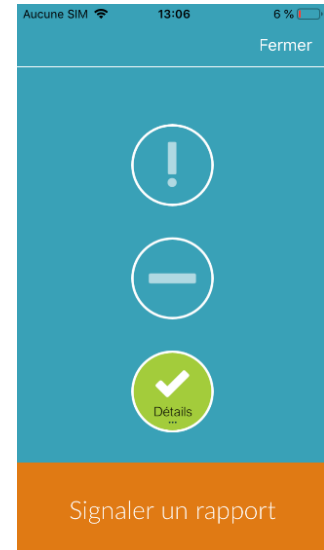 Aucune SIM 13:06 6 %
Fermer
Détails
...
Signaler un rapport